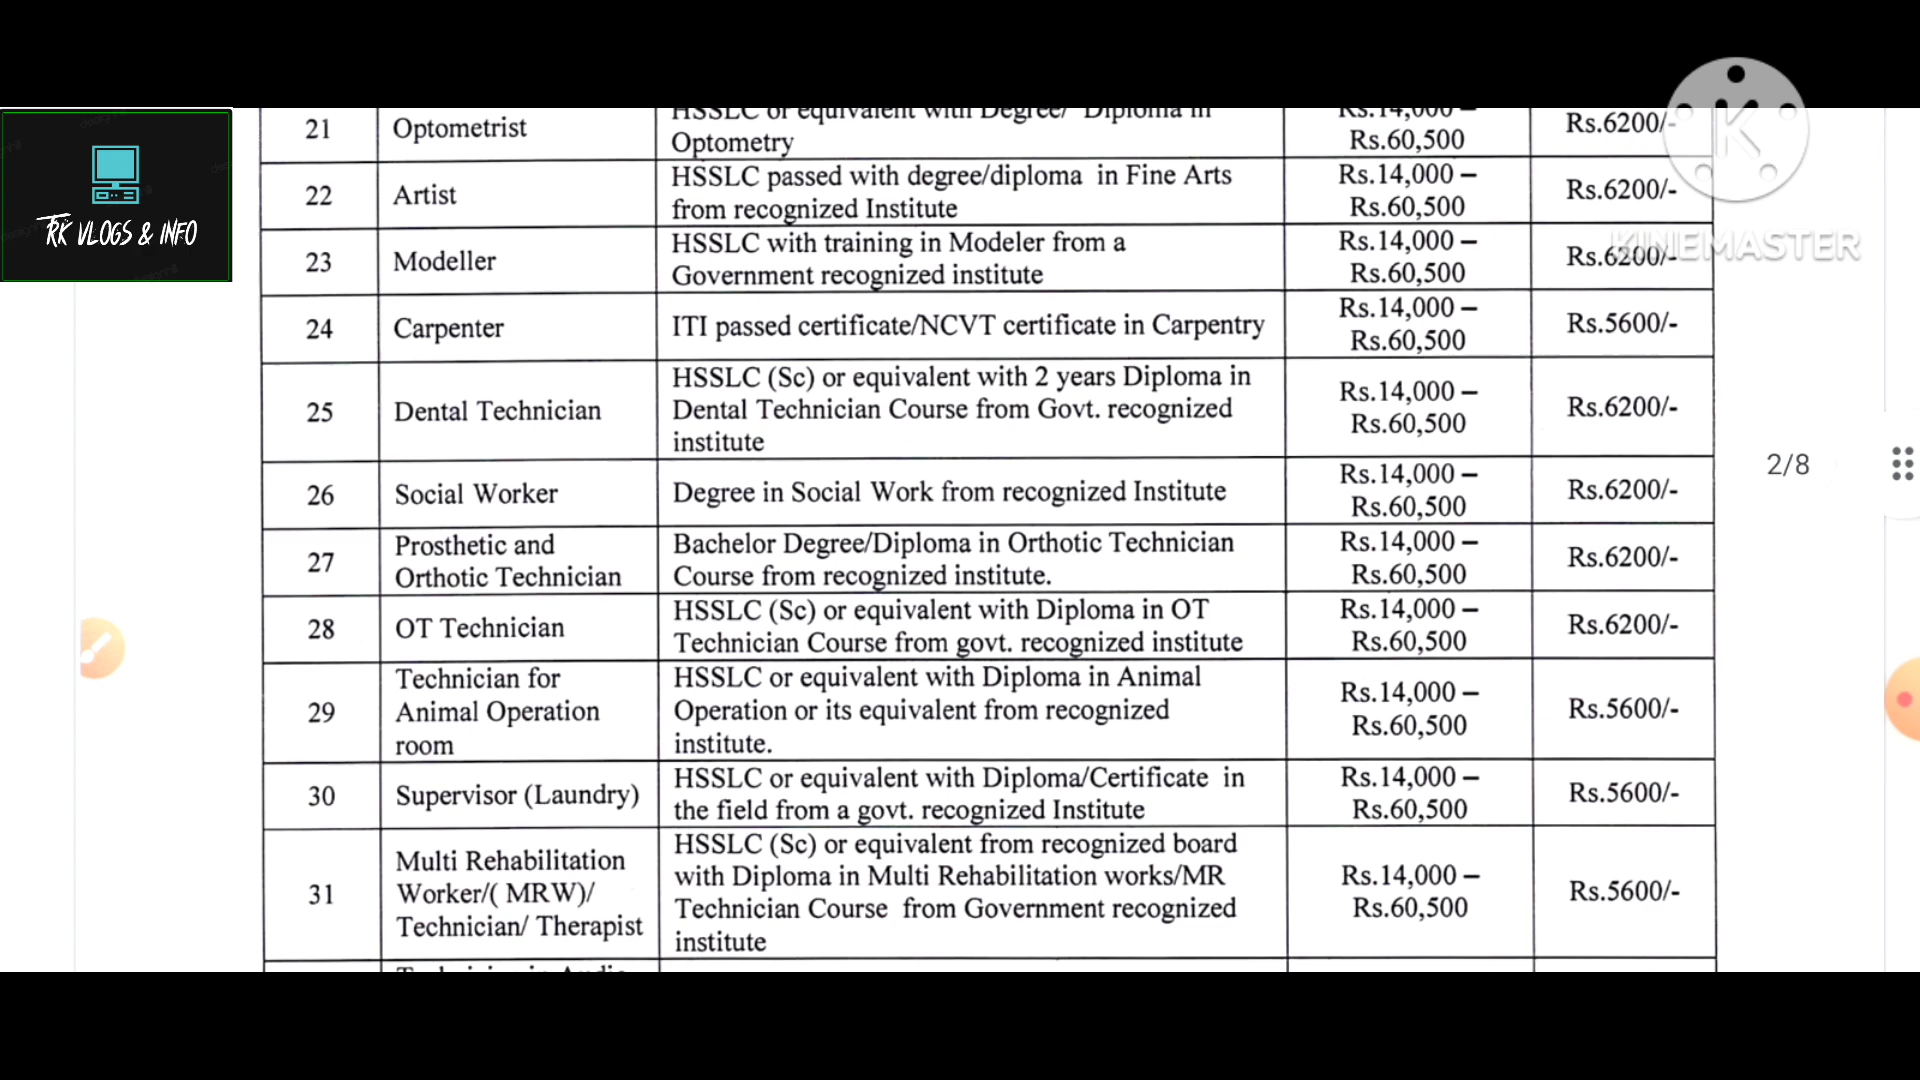 RK VLOGS & INFO
KINEMASTER
2/8
21 Optometrist HSSLC or equivalent with Degree/ Diploma in Rs.14,000 – Rs.6200/-
Optometry Rs.60,500
22 Artist HSSLC passed with degree/diploma in Fine Arts Rs.14,000 – Rs.6200/-
from recognized Institute Rs.60,500
23 Modeller HSSLC with training in Modeler from a Rs.14,000 – Rs.6200/-
Government recognized institute Rs.60,500
24 Carpenter ITI passed certificate/NCVT certificate in Carpentry Rs.14,000 – Rs.5600/-
Rs.60,500
25 Dental Technician HSSLC (Sc) or equivalent with 2 years Diploma in Rs.14,000 – Rs.6200/-
Dental Technician Course from Govt. recognized Rs.60,500
institute
26 Social Worker Degree in Social Work from recognized Institute Rs.14,000 – Rs.6200/-
Rs.60,500
27 Prosthetic and Bachelor Degree/Diploma in Orthotic Technician Rs.14,000 – Rs.6200/-
Orthotic Technician Course from recognized institute. Rs.60,500
28 OT Technician HSSLC (Sc) or equivalent with Diploma in OT Rs.14,000 – Rs.6200/-
Technician Course from govt. recognized institute Rs.60,500
29 Technician for HSSLC or equivalent with Diploma in Animal Rs.14,000 – Rs.5600/-
Animal Operation Operation or its equivalent from recognized Rs.60,500
room institute.
30 Supervisor (Laundry) HSSLC or equivalent with Diploma/Certificate in Rs.14,000 – Rs.5600/-
the field from a govt. recognized Institute Rs.60,500
31 Multi Rehabilitation HSSLC (Sc) or equivalent from recognized board Rs.14,000 – Rs.5600/-
Worker/( MRW)/ with Diploma in Multi Rehabilitation works/MR Rs.60,500
Technician/ Therapist Technician Course from Government recognized
institute